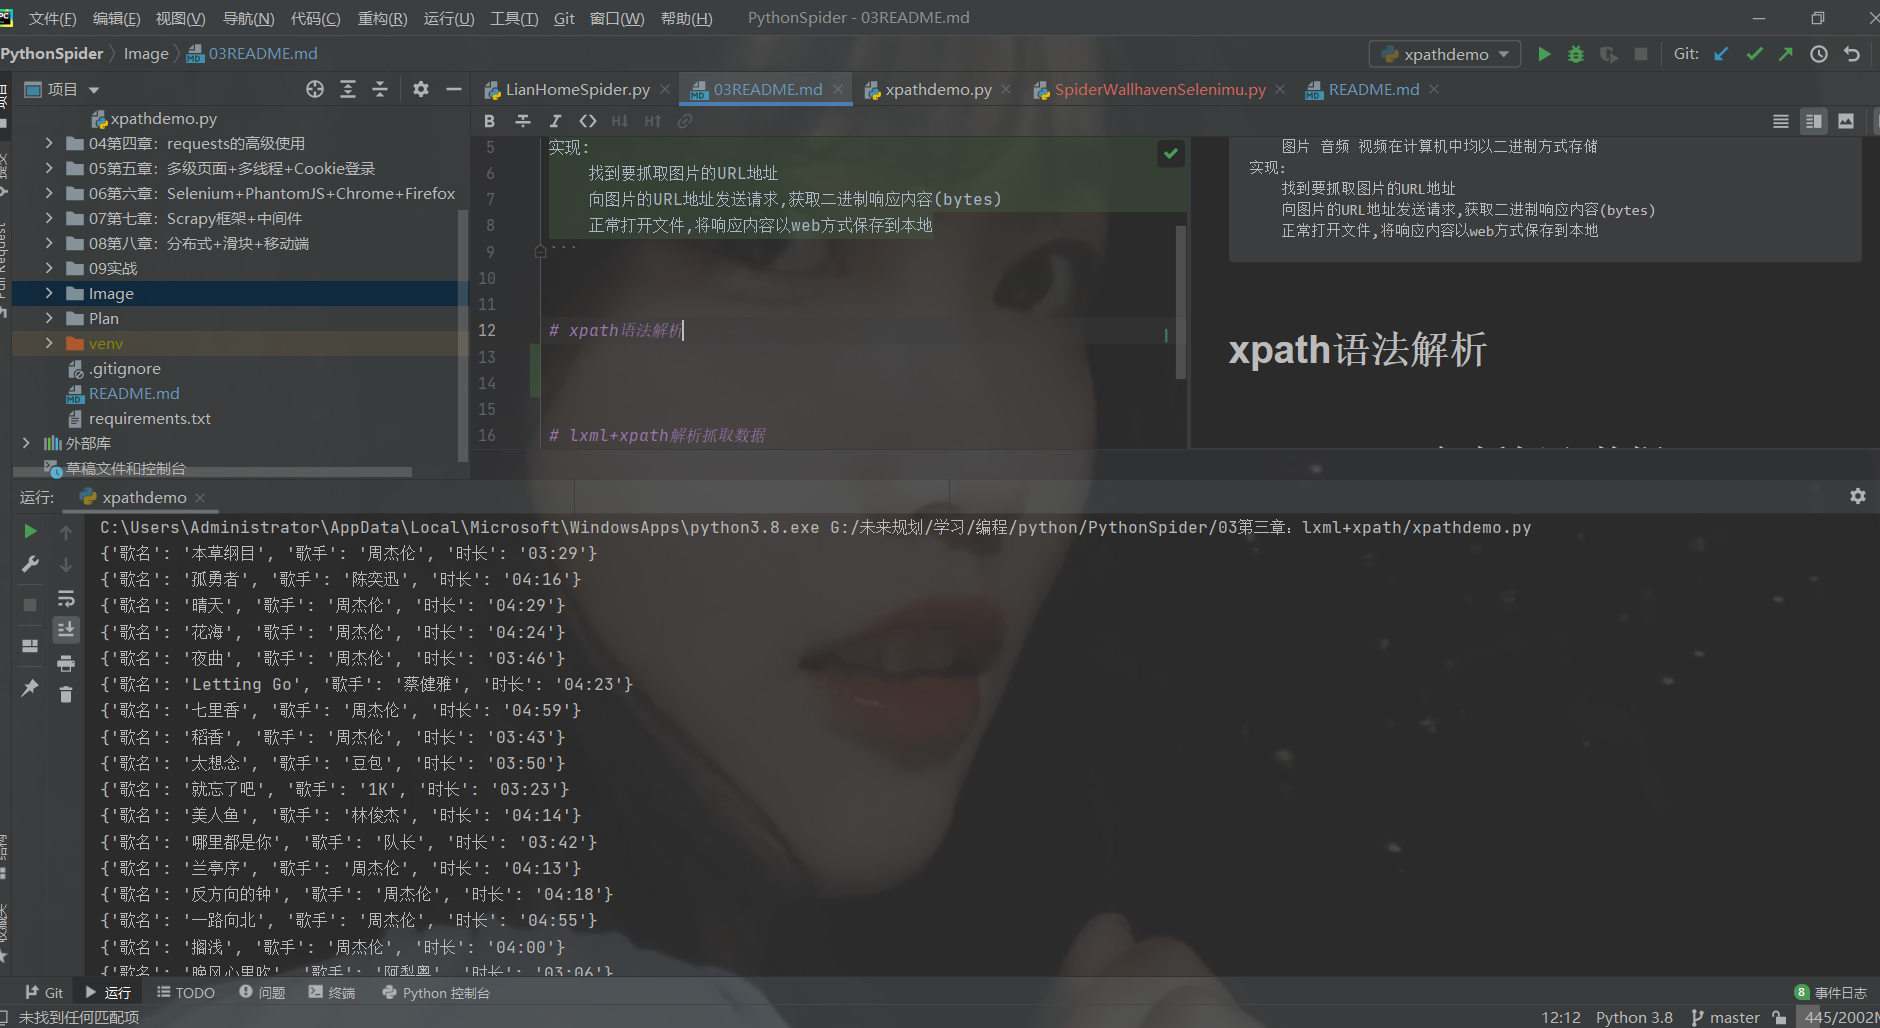 文件(F) 编辑(E) 视图(V) 导航(N) 代码(C) 重构(R) 运行(U) 工具(T) Git 窗口(W) 帮助(H) PythonSpider - 03README.md
PythonSpider Image 03README.md xpathdemo Git:
项目 LianHomeSpider.py 03README.md xpathdemo.py SpiderWallhavenSelenimu.py README.md
xpathdemo.py
04第四章：requests的高级使用
05第五章：多级页面+多线程+Cookie登录
06第六章：Selenium+PhantomJS+Chrome+Firefox
07第七章：Scrapy框架+中间件
08第八章：分布式+滑块+移动端
09实战
Image
Plan
venv
.gitignore
README.md
requirements.txt
外部库
草稿文件和控制台
B I H↓ H↑
5 实现:
6 找到要抓取图片的URL地址
7 向图片的URL地址发送请求,获取二进制响应内容(bytes)
8 正常打开文件,将响应内容以web方式保存到本地
9 ```
10
11
12 # xpath语法解析
13
14
15
16 # lxml+xpath解析抓取数据
图片 音频 视频在计算机中均以二进制方式存储
实现:
找到要抓取图片的URL地址
向图片的URL地址发送请求,获取二进制响应内容(bytes)
正常打开文件,将响应内容以web方式保存到本地
xpath语法解析
运行: xpathdemo
C:\Users\Administrator\AppData\Local\Microsoft\WindowsApps\python3.8.exe G:/未来规划/学习/编程/python/PythonSpider/03第三章：lxml+xpath/xpathdemo.py
{'歌名': '本草纲目', '歌手': '周杰伦', '时长': '03:29'}
{'歌名': '孤勇者', '歌手': '陈奕迅', '时长': '04:16'}
{'歌名': '晴天', '歌手': '周杰伦', '时长': '04:29'}
{'歌名': '花海', '歌手': '周杰伦', '时长': '04:24'}
{'歌名': '夜曲', '歌手': '周杰伦', '时长': '03:46'}
{'歌名': 'Letting Go', '歌手': '蔡健雅', '时长': '04:23'}
{'歌名': '七里香', '歌手': '周杰伦', '时长': '04:59'}
{'歌名': '稻香', '歌手': '周杰伦', '时长': '03:43'}
{'歌名': '太想念', '歌手': '豆包', '时长': '03:50'}
{'歌名': '就忘了吧', '歌手': '1K', '时长': '03:23'}
{'歌名': '美人鱼', '歌手': '林俊杰', '时长': '04:14'}
{'歌名': '哪里都是你', '歌手': '队长', '时长': '03:42'}
{'歌名': '兰亭序', '歌手': '周杰伦', '时长': '04:13'}
{'歌名': '反方向的钟', '歌手': '周杰伦', '时长': '04:18'}
{'歌名': '一路向北', '歌手': '周杰伦', '时长': '04:55'}
{'歌名': '搁浅', '歌手': '周杰伦', '时长': '04:00'}
{'歌名': '晚风心里吹', '歌手': '阿梨粤', '时长': '03:06'}
Git 运行 TODO 问题 终端 Python 控制台 8 事件日志
未找到任何匹配项 12:12 Python 3.8 master 445/2002M